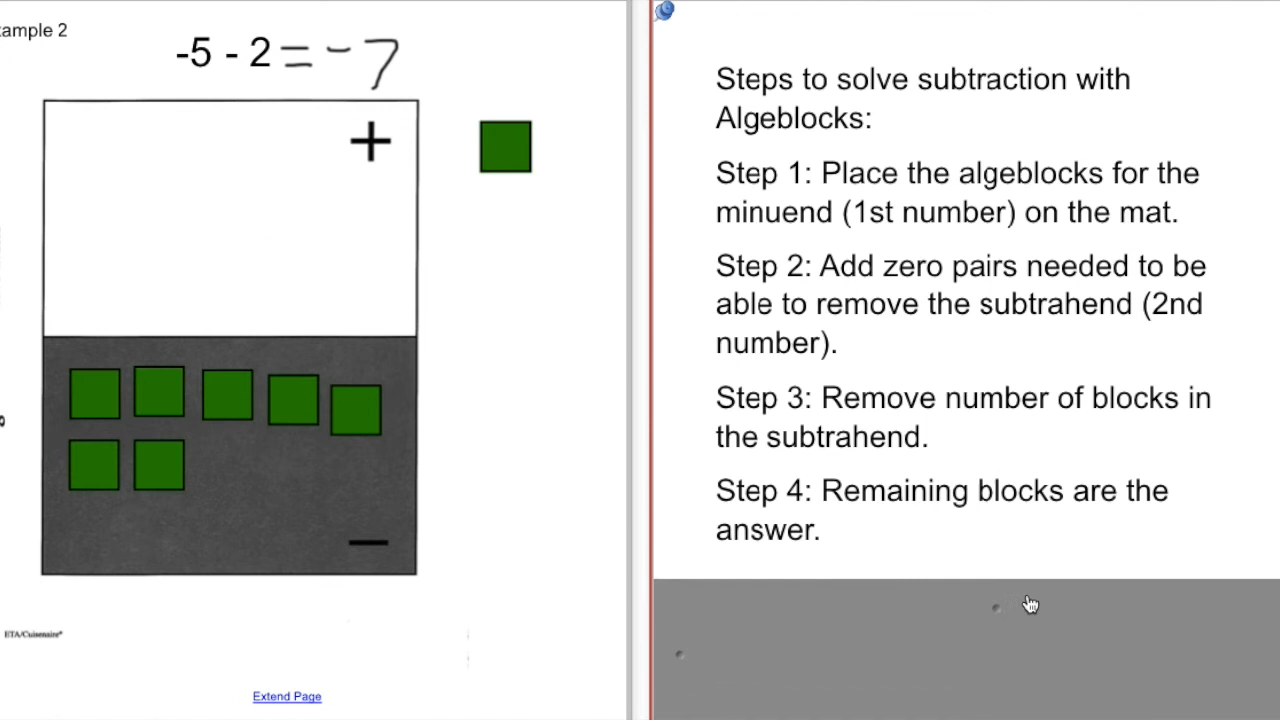 ample 2
-5 - 2 = -7
+
−
ETA/Cuisenaire®
Extend Page
Steps to solve subtraction with
Algeblocks:
Step 1: Place the algeblocks for the
minuend (1st number) on the mat.
Step 2: Add zero pairs needed to be
able to remove the subtrahend (2nd
number).
Step 3: Remove number of blocks in
the subtrahend.
Step 4: Remaining blocks are the
answer.